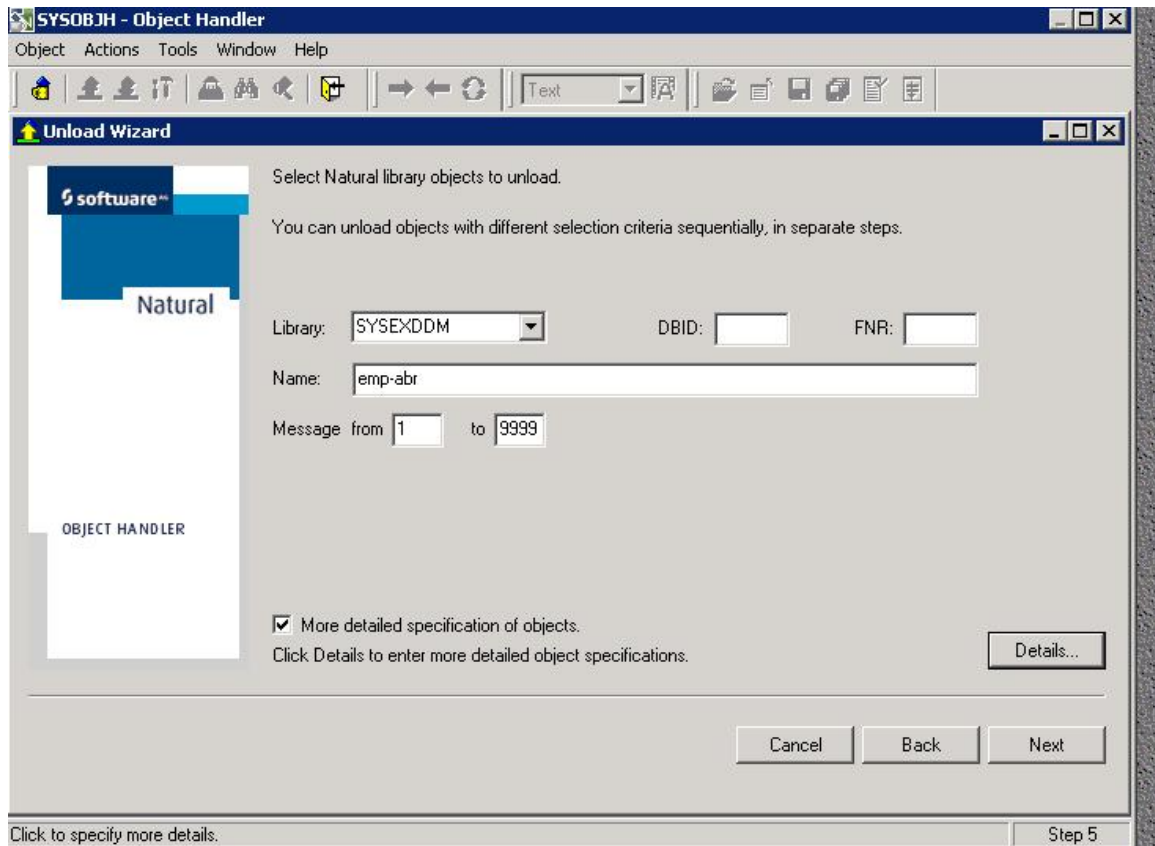 SYSOBJH - Object Handler
Object Actions Tools Window Help
Text
Unload Wizard
Select Natural library objects to unload.
software AG
You can unload objects with different selection criteria sequentially, in separate steps.
Natural
Library: SYSEXDDM DBID: FNR:
Name: emp-abr
Message from 1 to 9999
OBJECT HANDLER
More detailed specification of objects.
Click Details to enter more detailed object specifications.
Details...
Cancel Back Next
Click to specify more details. Step 5